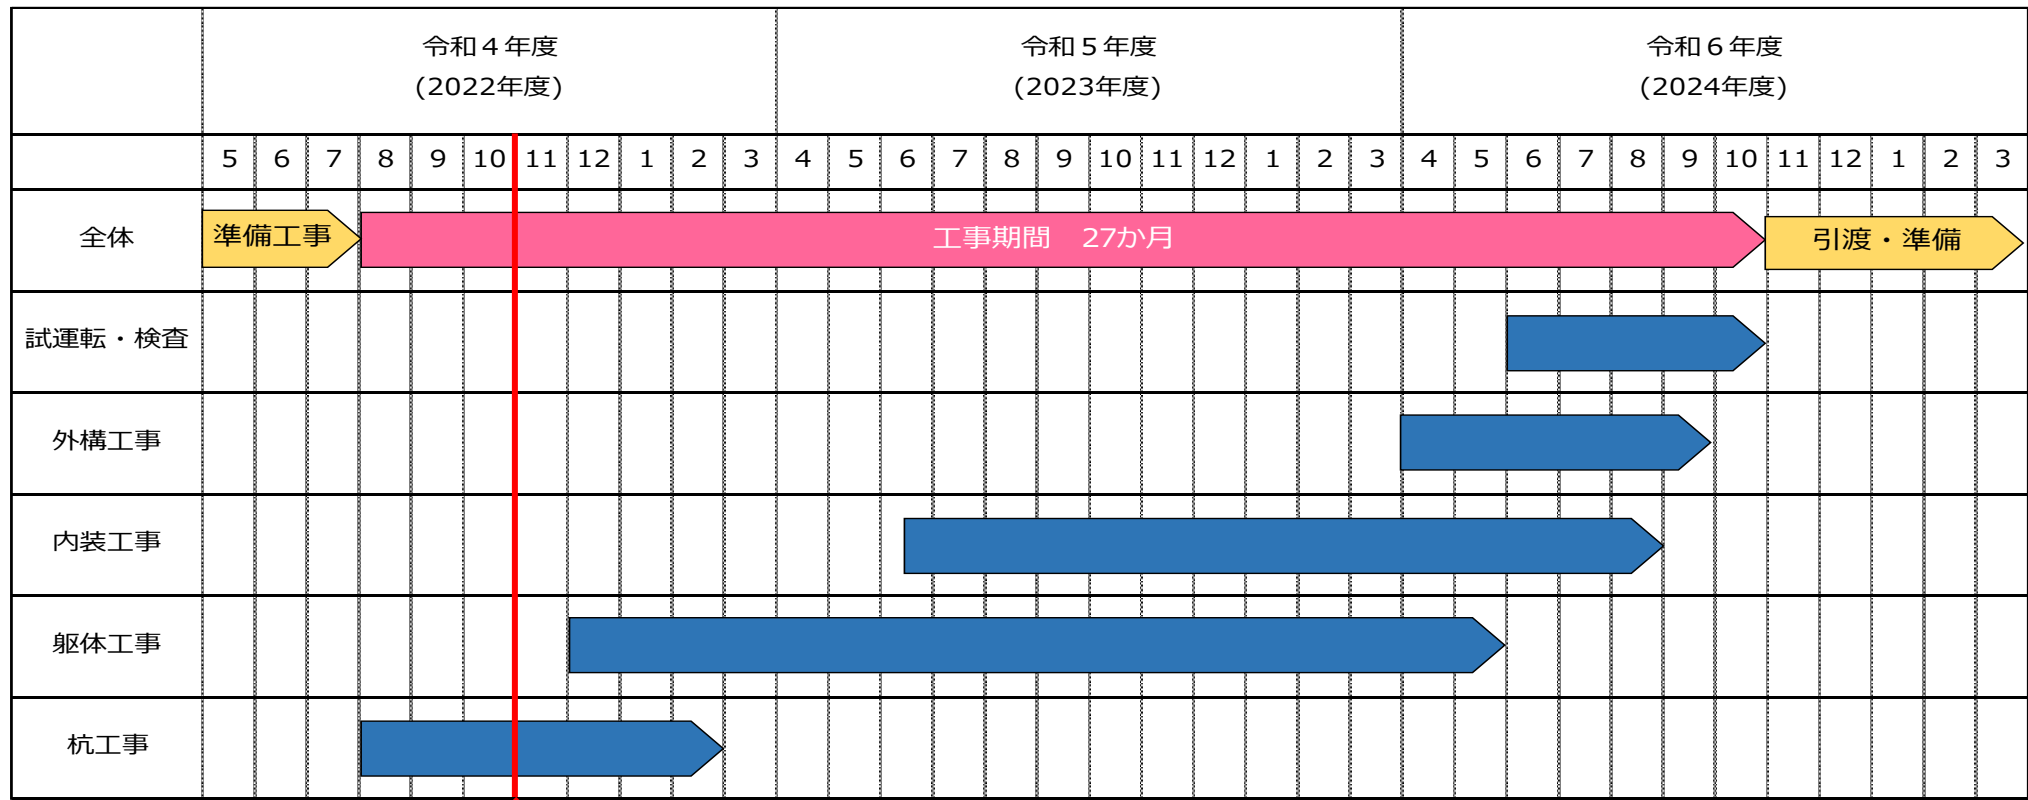 令和４年度
(2022年度)
令和５年度
(2023年度)
令和６年度
(2024年度)
5 6 7 8 9 10 11 12 1 2 3 4 5 6 7 8 9 10 11 12 1 2 3 4 5 6 7 8 9 10 11 12 1 2 3
全体 準備工事 工事期間　27か月 引渡・準備
試運転・検査
外構工事
内装工事
躯体工事
杭工事